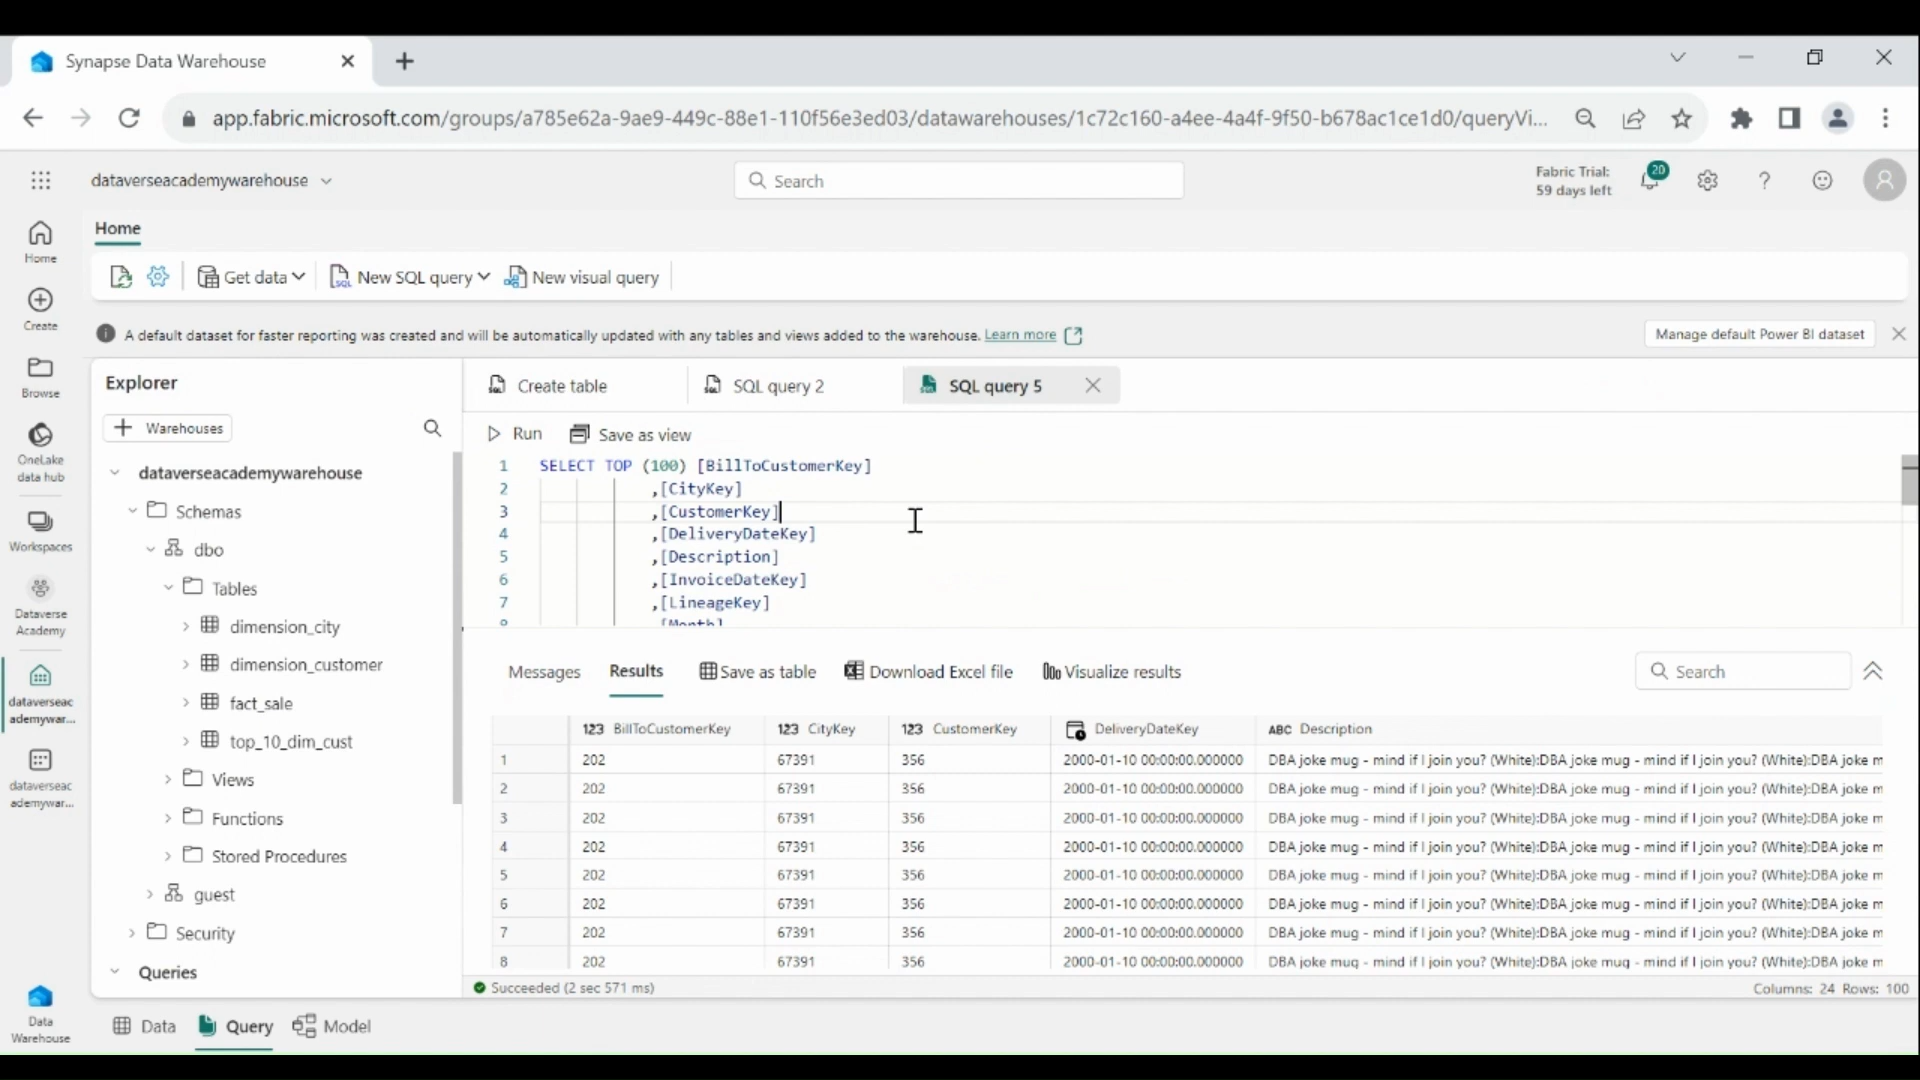 Synapse Data Warehouse
app.fabric.microsoft.com/groups/a785e62a-9ae9-449c-88e1-110f56e3ed03/datawarehouses/1c72c160-a4ee-4a4f-9f50-b678ac1ce1d0/queryVi...
dataverseacademywarehouse
Search
Fabric Trial:
59 days left
20
Home
Get data
New SQL query
New visual query
A default dataset for faster reporting was created and will be automatically updated with any tables and views added to the warehouse. Learn more
Manage default Power BI dataset
Home
Create
Browse
OneLake
data hub
Workspaces
Dataverse
Academy
dataverseac
ademywar...
dataverseac
ademywar...
Data
Warehouse
Explorer
Warehouses
dataverseacademywarehouse
Schemas
dbo
Tables
dimension_city
dimension_customer
fact_sale
top_10_dim_cust
Views
Functions
Stored Procedures
guest
Security
Queries
Create table
SQL query 2
SQL query 5
Run
Save as view
1 SELECT TOP (100) [BillToCustomerKey]
2 ,[CityKey]
3 ,[CustomerKey]
4 ,[DeliveryDateKey]
5 ,[Description]
6 ,[InvoiceDateKey]
7 ,[LineageKey]
8 ,[Month]
Messages
Results
Save as table
Download Excel file
Visualize results
Search
123 BillToCustomerKey 123 CityKey 123 CustomerKey DeliveryDateKey ABC Description
1 202 67391 356 2000-01-10 00:00:00.000000 DBA joke mug - mind if I join you? (White):DBA joke mug - mind if I join you? (White):DBA joke m
2 202 67391 356 2000-01-10 00:00:00.000000 DBA joke mug - mind if I join you? (White):DBA joke mug - mind if I join you? (White):DBA joke m
3 202 67391 356 2000-01-10 00:00:00.000000 DBA joke mug - mind if I join you? (White):DBA joke mug - mind if I join you? (White):DBA joke m
4 202 67391 356 2000-01-10 00:00:00.000000 DBA joke mug - mind if I join you? (White):DBA joke mug - mind if I join you? (White):DBA joke m
5 202 67391 356 2000-01-10 00:00:00.000000 DBA joke mug - mind if I join you? (White):DBA joke mug - mind if I join you? (White):DBA joke m
6 202 67391 356 2000-01-10 00:00:00.000000 DBA joke mug - mind if I join you? (White):DBA joke mug - mind if I join you? (White):DBA joke m
7 202 67391 356 2000-01-10 00:00:00.000000 DBA joke mug - mind if I join you? (White):DBA joke mug - mind if I join you? (White):DBA joke m
8 202 67391 356 2000-01-10 00:00:00.000000 DBA joke mug - mind if I join you? (White):DBA joke mug - mind if I join you? (White):DBA joke m
Succeeded (2 sec 571 ms)
Columns: 24 Rows: 100
Data
Query
Model